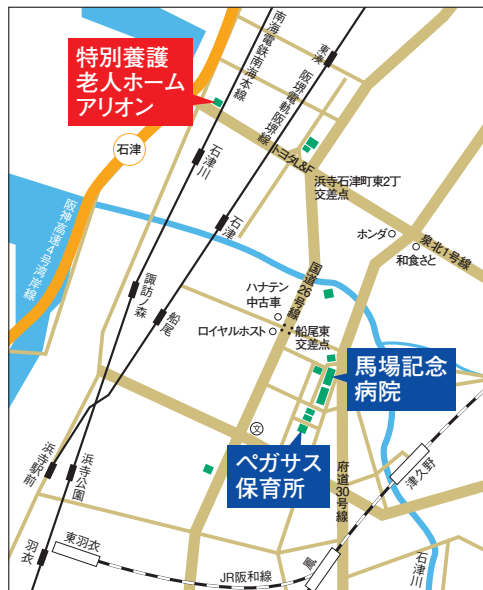 特別養護
老人ホーム
アリオン
南海電鉄南海本線
東湊
阪堺電軌阪堺線
石津
トヨタL&F
石津川
浜寺石津町東2丁
交差点
ホンダ
泉北1号線
和食さと
石津
阪神高速4号湾岸線
国道26号線
ハナテン
中古車
諏訪ノ森
船尾
ロイヤルホスト
船尾東
交差点
馬場記念
病院
文
ペガサス
保育所
浜寺駅前
浜寺公園
府道30号線
津久野
羽衣
東羽衣
JR阪和線
鳳
石津川